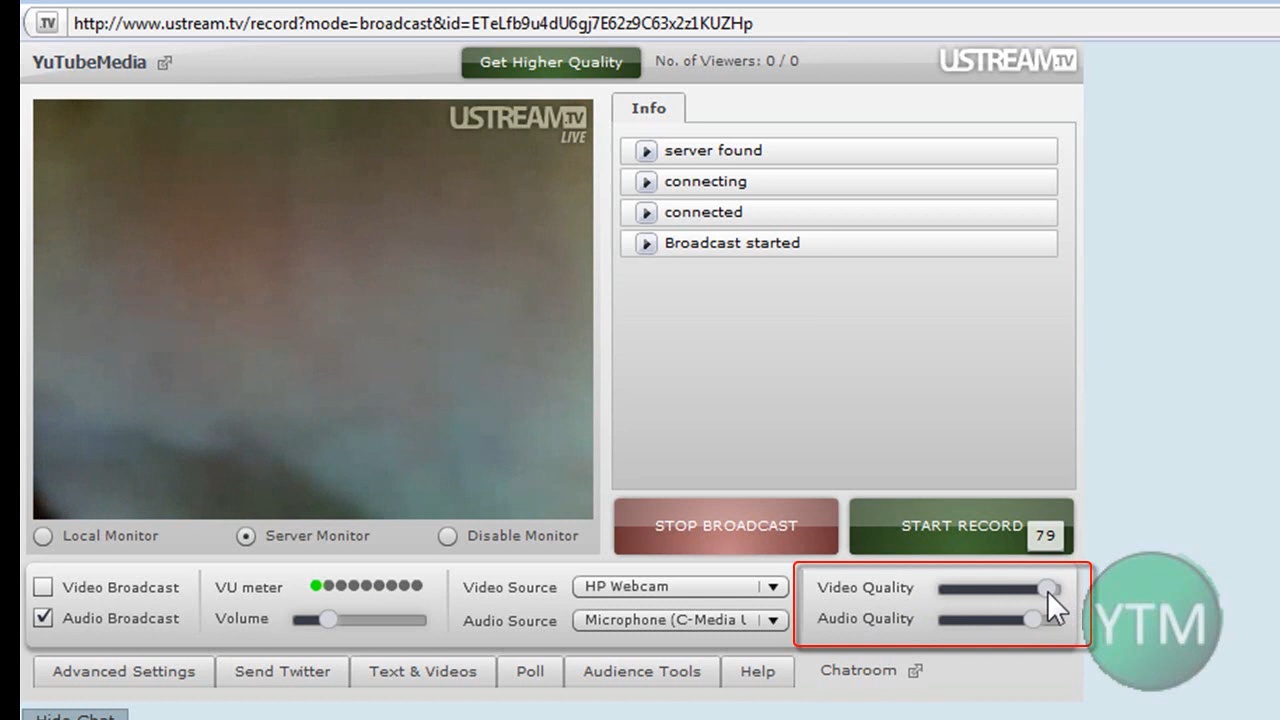 .TV http://www.ustream.tv/record?mode=broadcast&id=ETeLfb9u4dU6gj7E62z9C63x2z1KUZHp
YuTubeMedia Get Higher Quality No. of Viewers: 0 / 0 USTREAM.TV
USTREAM.TV
LIVE
Info
server found
connecting
connected
Broadcast started
STOP BROADCAST START RECORD 79
Local Monitor Server Monitor Disable Monitor
Video Broadcast VU meter Video Source HP Webcam Video Quality
Audio Broadcast Volume Audio Source Microphone (C-Media Audio Quality
YTM
Advanced Settings Send Twitter Text & Videos Poll Audience Tools Help Chatroom
Hide Chat